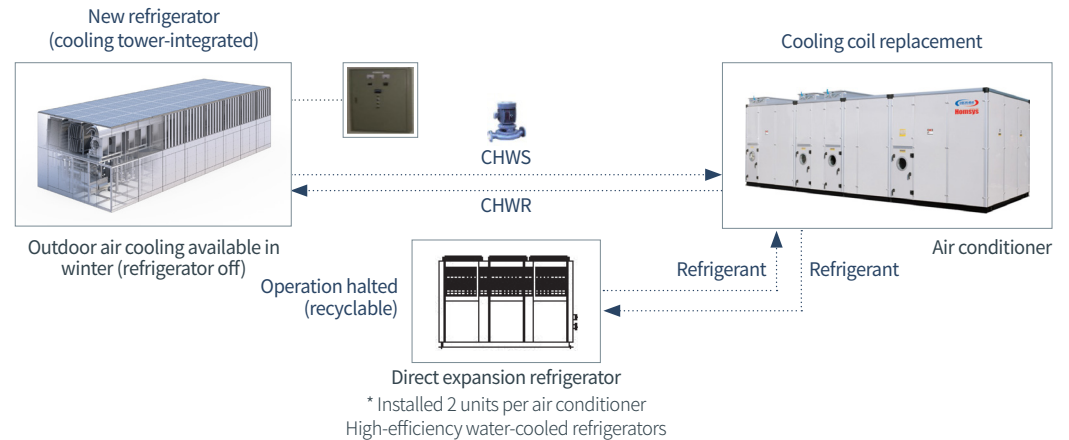 New refrigerator
(cooling tower-integrated)
Cooling coil replacement
Hemsys
CHWS
CHWR
Outdoor air cooling available in
winter (refrigerator off)
Air conditioner
Operation halted
(recyclable)
Refrigerant
Refrigerant
Direct expansion refrigerator
* Installed 2 units per air conditioner
High-efficiency water-cooled refrigerators